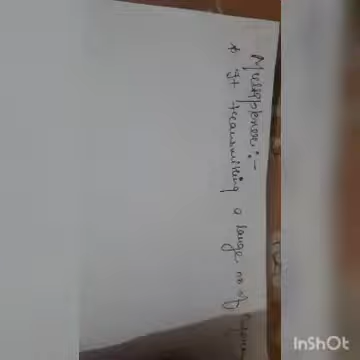 Multiplexer :-
* It transmitting a large no of
InShOt